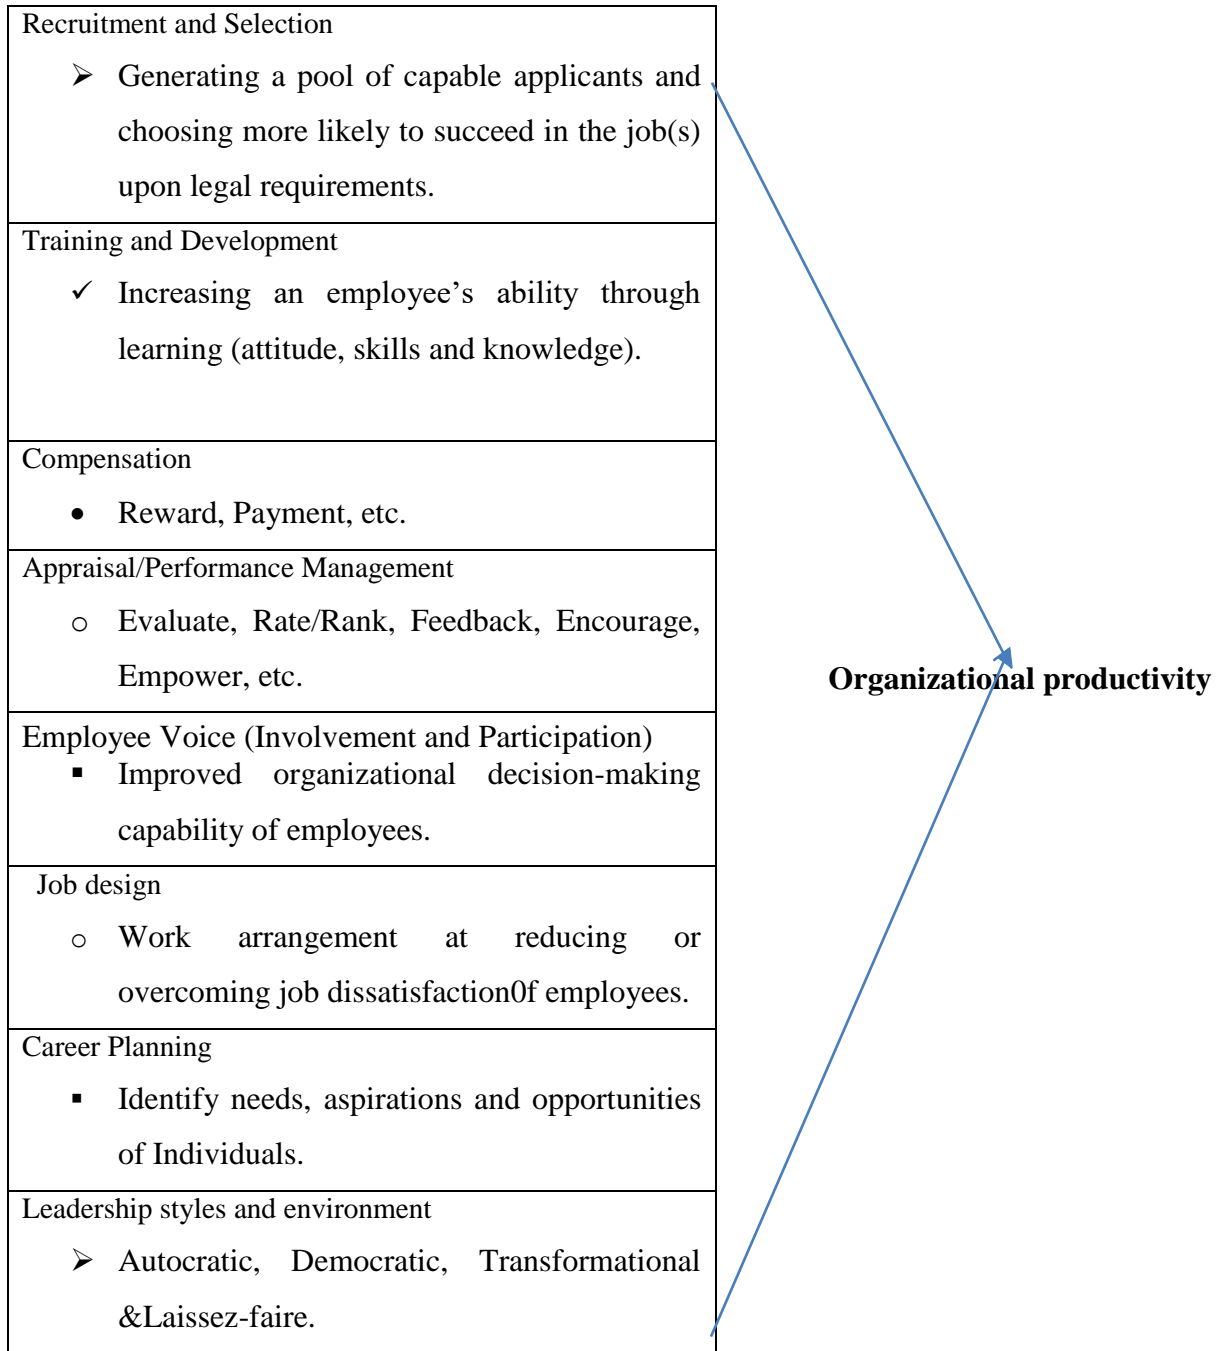 Recruitment and Selection
➢ Generating a pool of capable applicants and
choosing more likely to succeed in the job(s)
upon legal requirements.
Training and Development
✓ Increasing an employee’s ability through
learning (attitude, skills and knowledge).
Compensation
• Reward, Payment, etc.
Appraisal/Performance Management
o Evaluate, Rate/Rank, Feedback, Encourage,
Empower, etc.
Employee Voice (Involvement and Participation)
▪ Improved organizational decision-making
capability of employees.
Job design
o Work arrangement at reducing or
overcoming job dissatisfaction0f employees.
Career Planning
▪ Identify needs, aspirations and opportunities
of Individuals.
Leadership styles and environment
➢ Autocratic, Democratic, Transformational
&Laissez-faire.
Organizational productivity